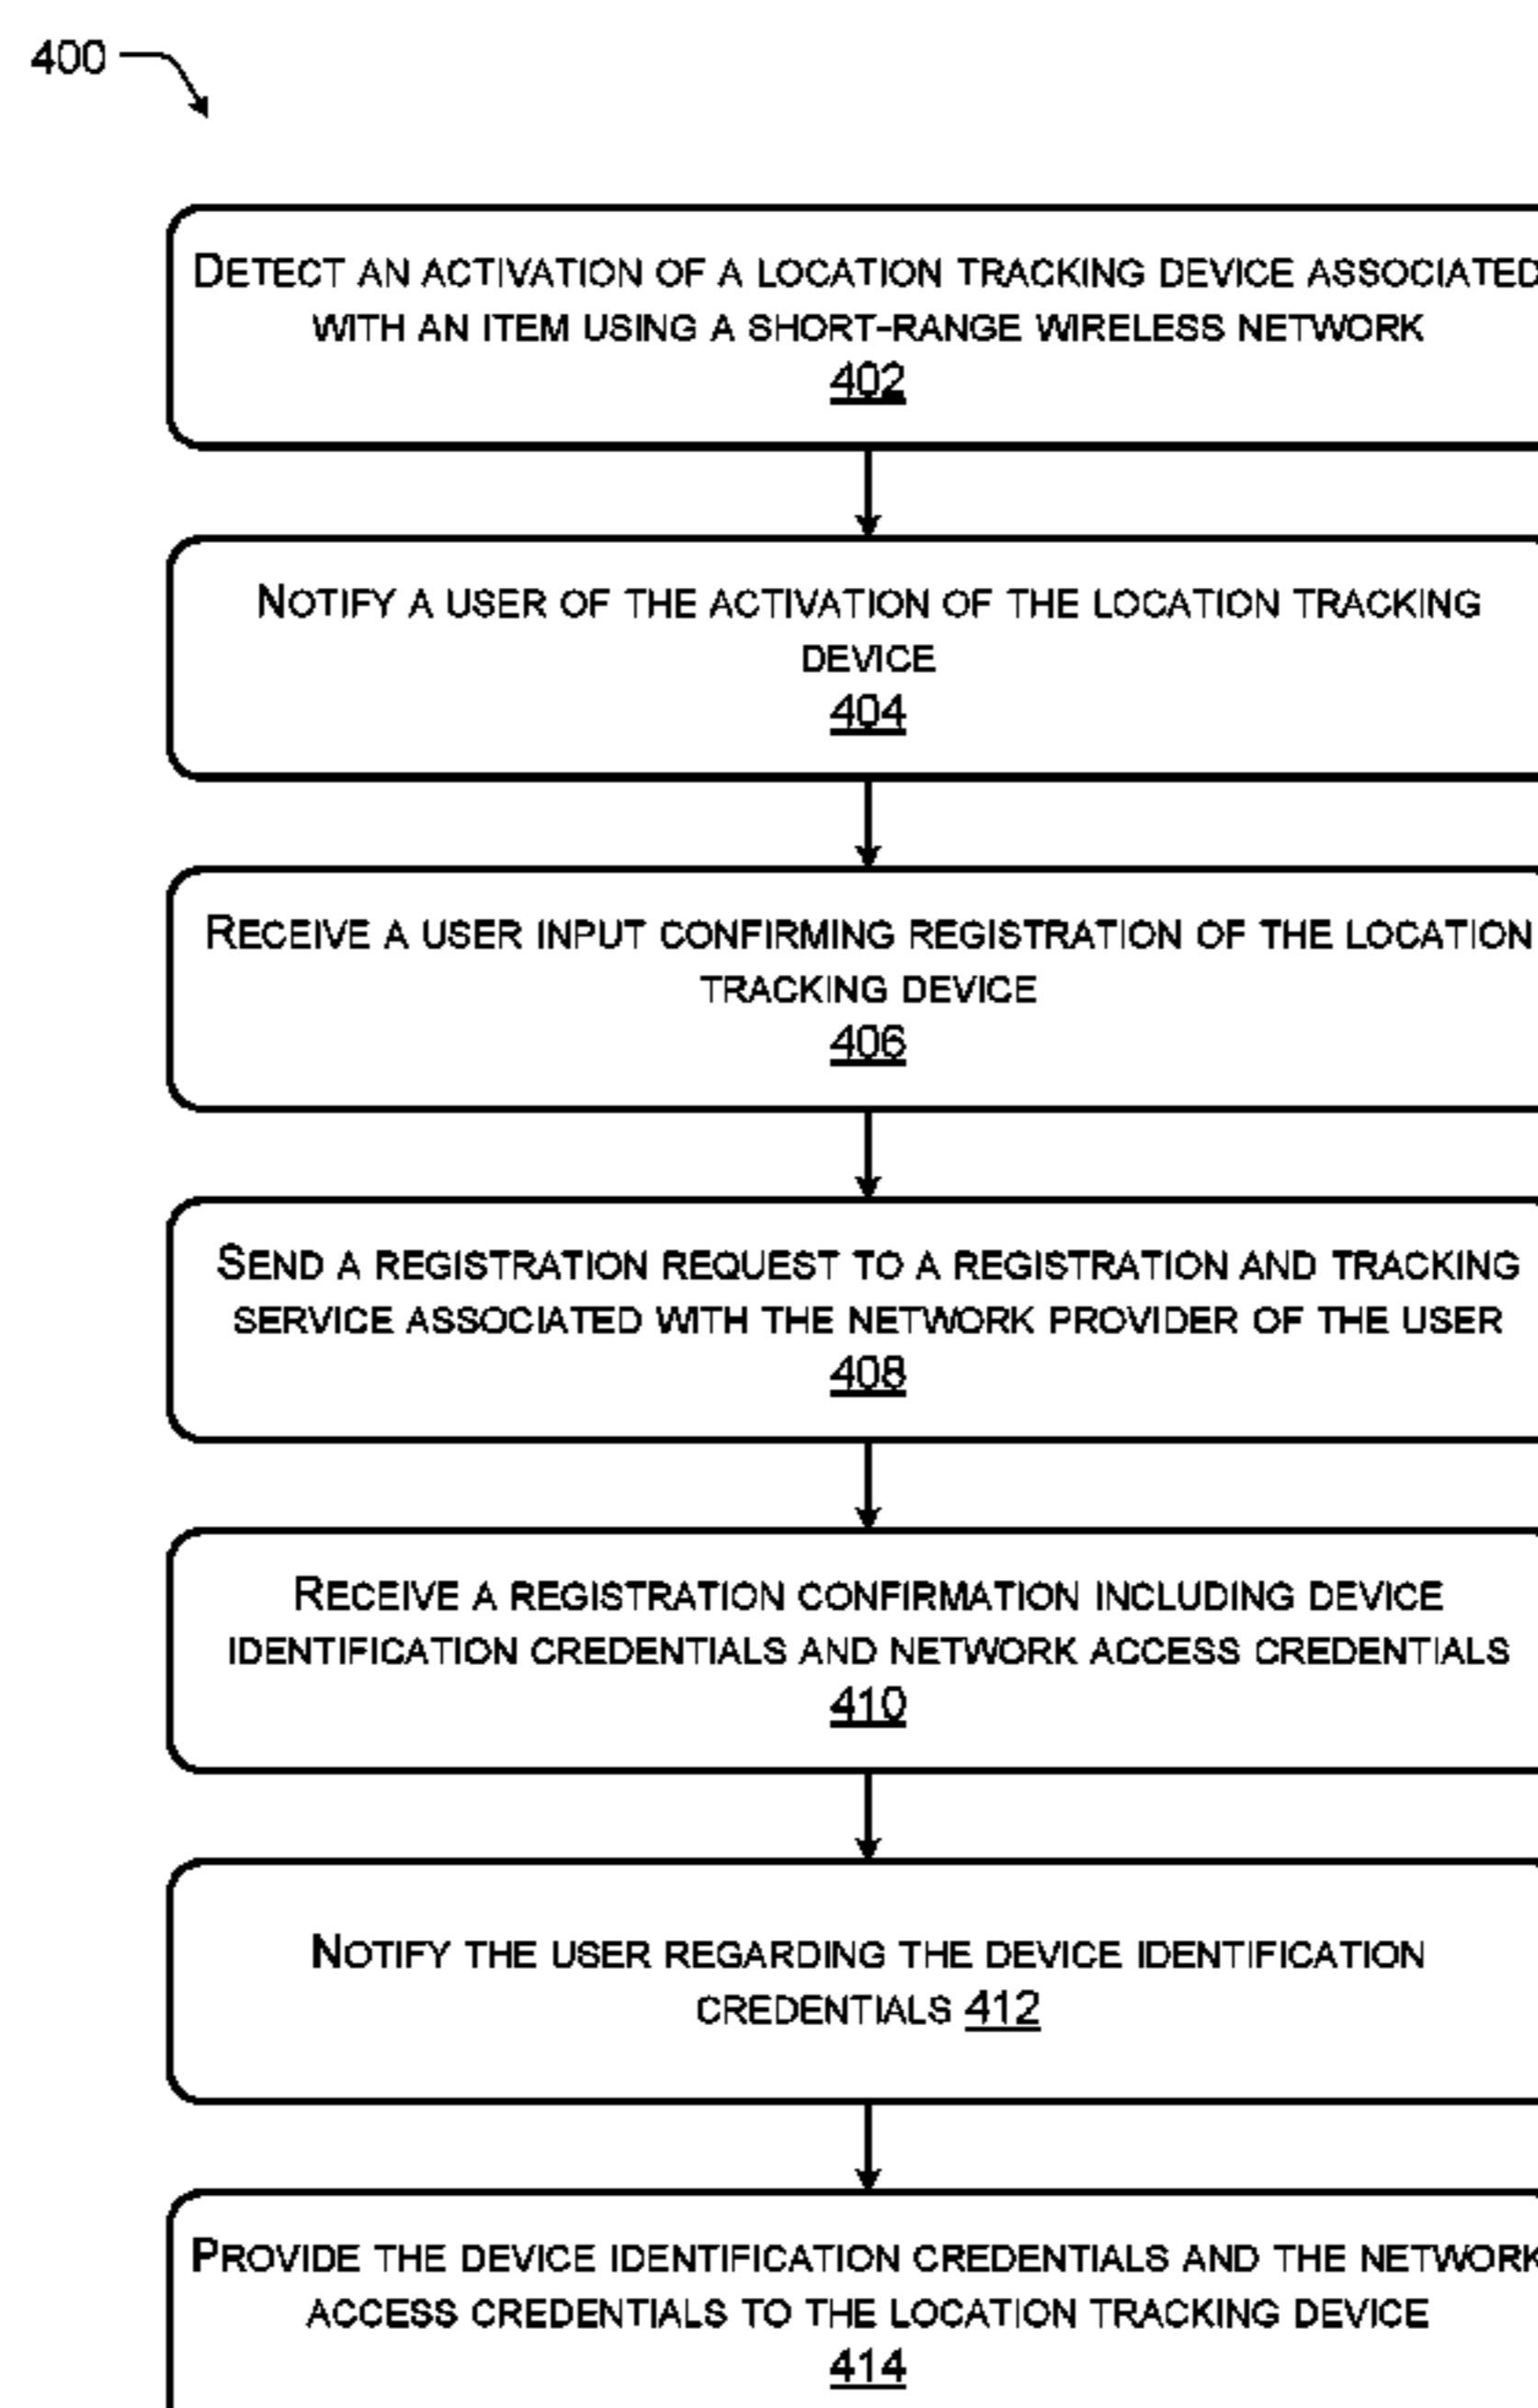 400
DETECT AN ACTIVATION OF A LOCATION TRACKING DEVICE ASSOCIATED
WITH AN ITEM USING A SHORT-RANGE WIRELESS NETWORK
402
NOTIFY A USER OF THE ACTIVATION OF THE LOCATION TRACKING
DEVICE
404
RECEIVE A USER INPUT CONFIRMING REGISTRATION OF THE LOCATION
TRACKING DEVICE
406
SEND A REGISTRATION REQUEST TO A REGISTRATION AND TRACKING
SERVICE ASSOCIATED WITH THE NETWORK PROVIDER OF THE USER
408
RECEIVE A REGISTRATION CONFIRMATION INCLUDING DEVICE
IDENTIFICATION CREDENTIALS AND NETWORK ACCESS CREDENTIALS
410
NOTIFY THE USER REGARDING THE DEVICE IDENTIFICATION
CREDENTIALS 412
PROVIDE THE DEVICE IDENTIFICATION CREDENTIALS AND THE NETWORK
ACCESS CREDENTIALS TO THE LOCATION TRACKING DEVICE
414